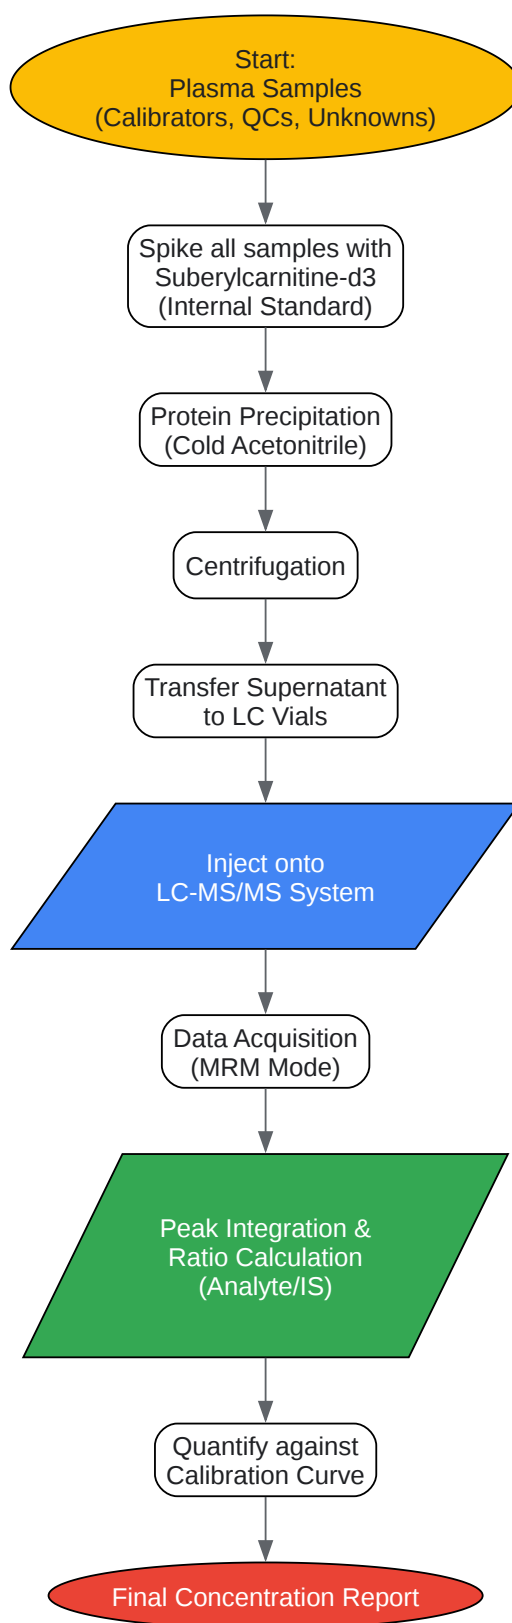 Start:
Plasma Samples
(Calibrators, QCs, Unknowns)
Spike all samples with
Suberylcarnitine-d3
(Internal Standard)
Protein Precipitation
(Cold Acetonitrile)
Centrifugation
Transfer Supernatant
to LC Vials
Inject onto
LC-MS/MS System
Data Acquisition
(MRM Mode)
Peak Integration &
Ratio Calculation
(Analyte/IS)
Quantify against
Calibration Curve
Final Concentration Report